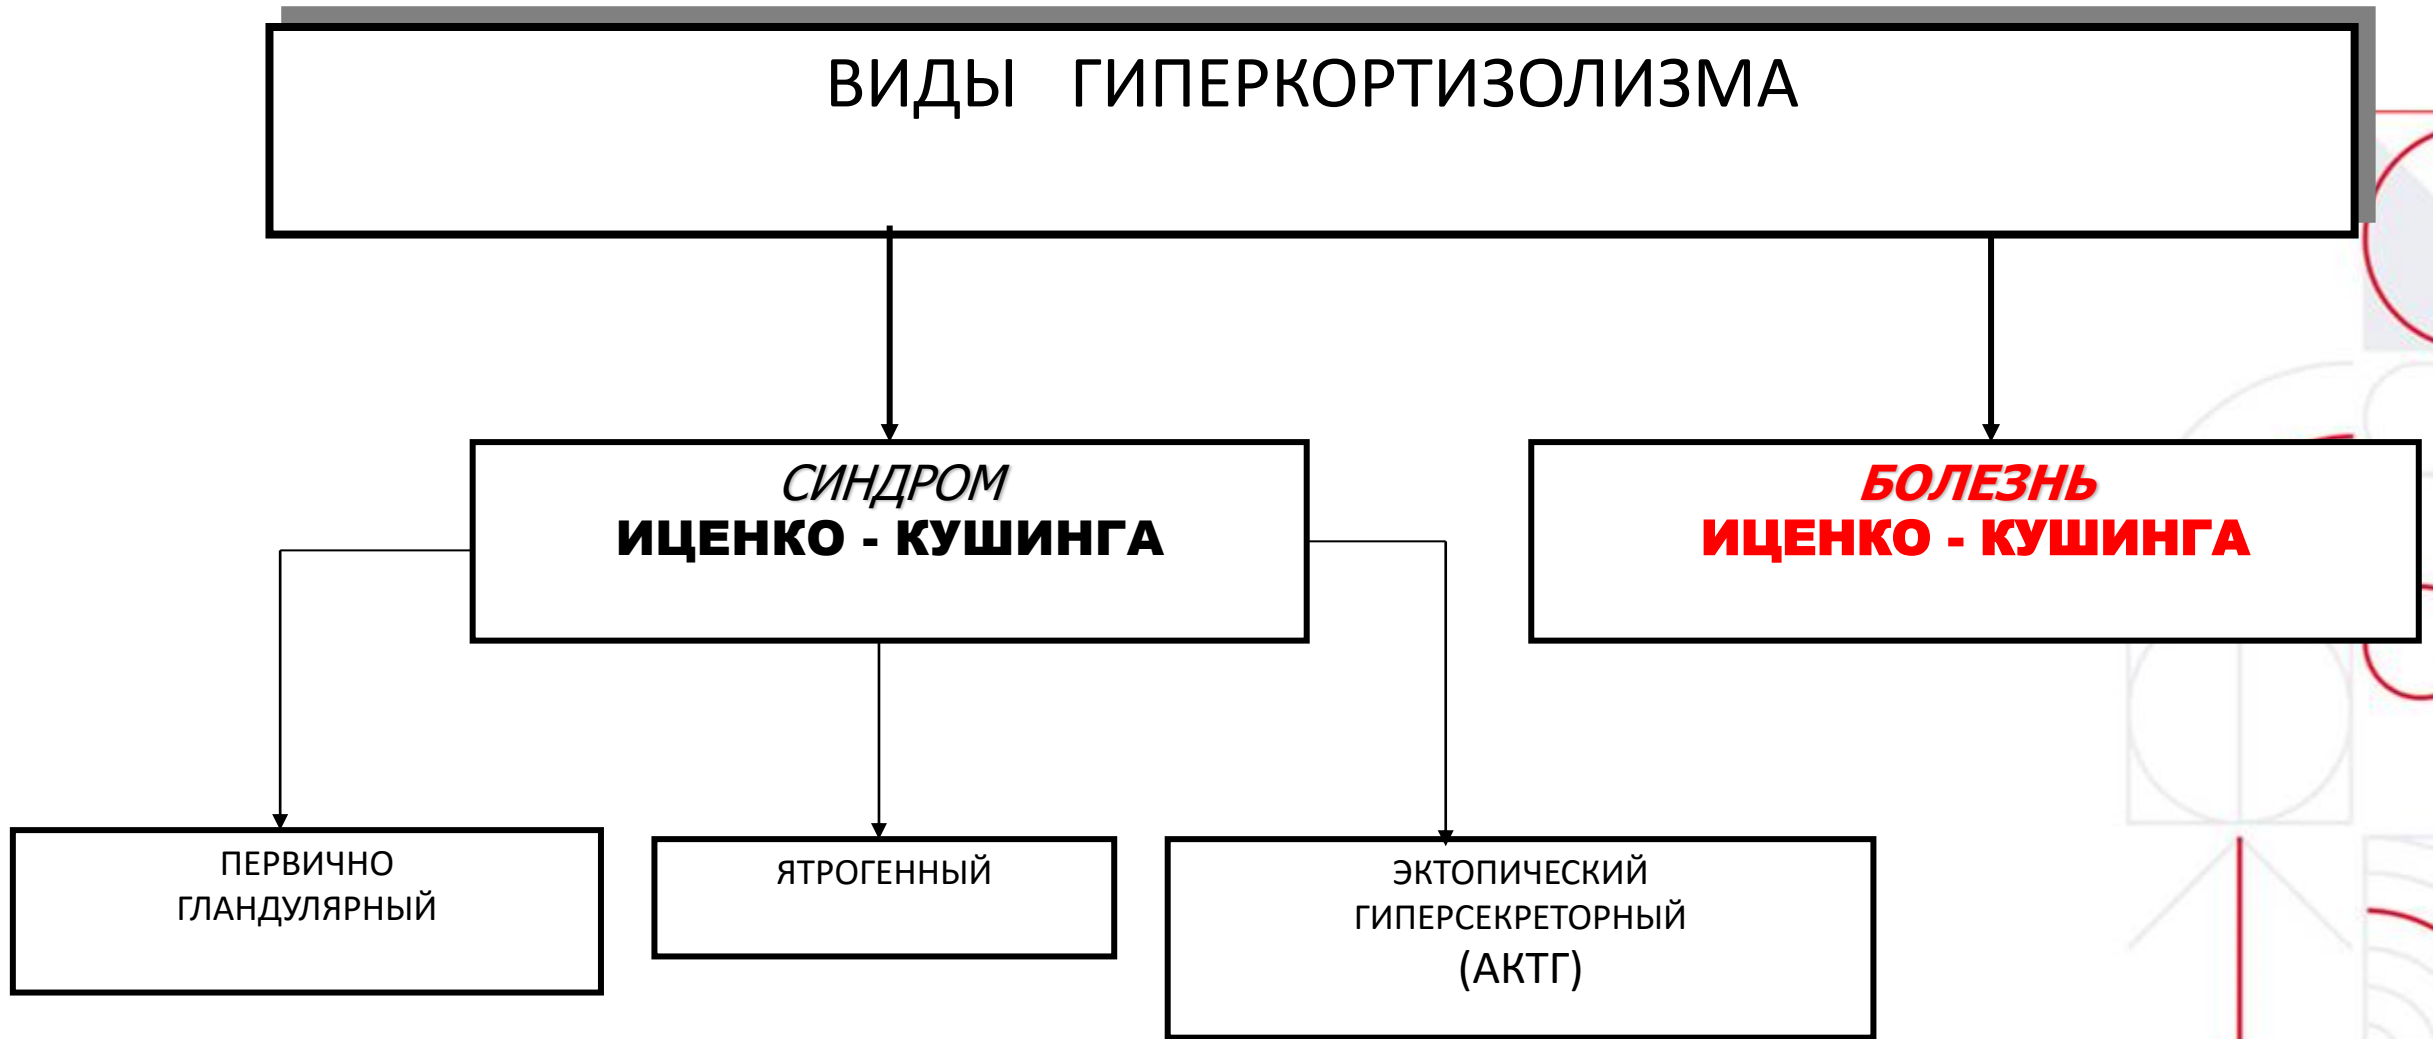 ВИДЫ ГИПЕРКОРТИЗОЛИЗМА
СИНДРОМ
ИЦЕНКО - КУШИНГА
БОЛЕЗНЬ
ИЦЕНКО - КУШИНГА
ПЕРВИЧНО
ГЛАНДУЛЯРНЫЙ
ЯТРОГЕННЫЙ
ЭКТОПИЧЕСКИЙ
ГИПЕРСЕКРЕТОРНЫЙ
(АКТГ)